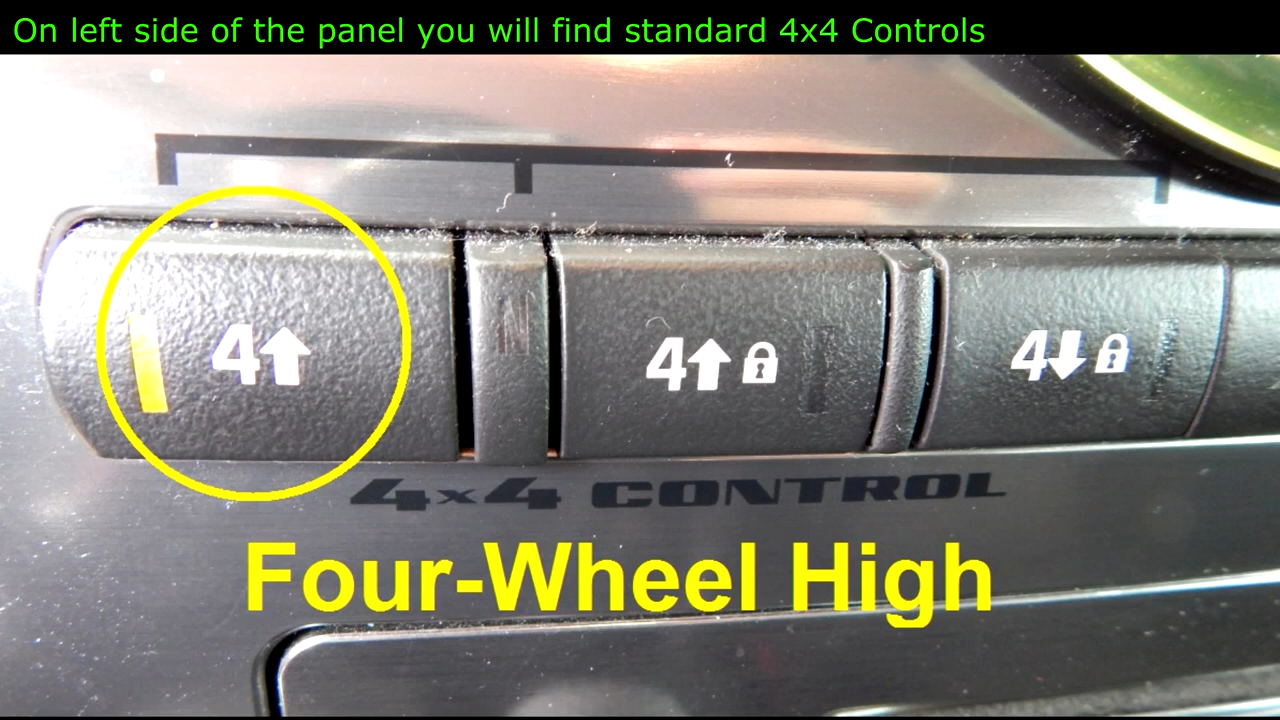 On left side of the panel you will find standard 4x4 Controls
4
N
4
4
4x4 CONTROL
Four-Wheel High